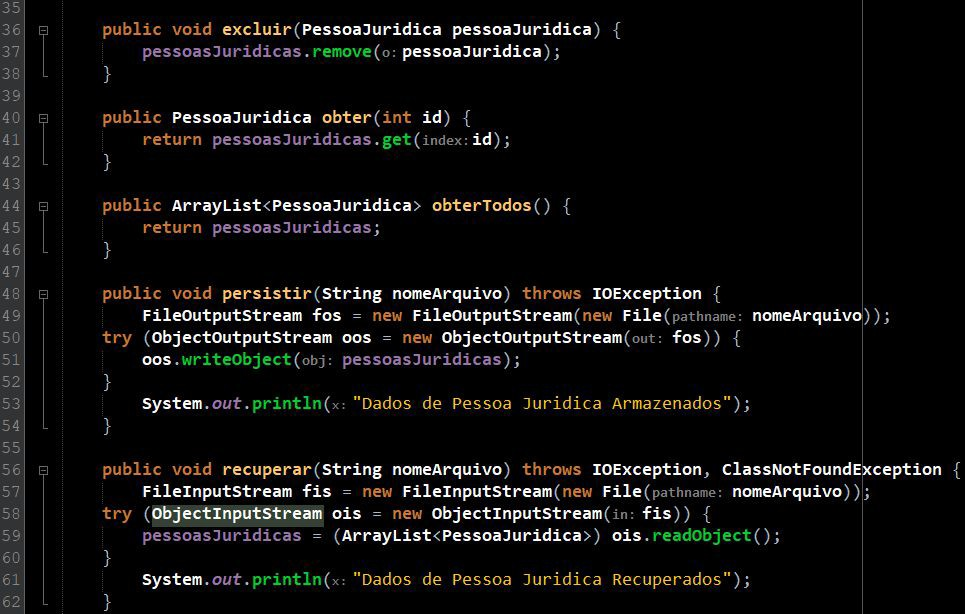 35
36 public void excluir(PessoaJuridica pessoaJuridica) {
37 pessoasJuridicas.remove(o: pessoaJuridica);
38 }
39
40 public PessoaJuridica obter(int id) {
41 return pessoasJuridicas.get(index: id);
42 }
43
44 public ArrayList<PessoaJuridica> obterTodos() {
45 return pessoasJuridicas;
46 }
47
48 public void persistir(String nomeArquivo) throws IOException {
49 FileOutputStream fos = new FileOutputStream(new File(pathname: nomeArquivo));
50 try (ObjectOutputStream oos = new ObjectOutputStream(out: fos)) {
51 oos.writeObject(obj: pessoasJuridicas);
52 }
53 System.out.println(x: "Dados de Pessoa Juridica Armazenados");
54 }
55
56 public void recuperar(String nomeArquivo) throws IOException, ClassNotFoundException {
57 FileInputStream fis = new FileInputStream(new File(pathname: nomeArquivo));
58 try (ObjectInputStream ois = new ObjectInputStream(in: fis)) {
59 pessoasJuridicas = (ArrayList<PessoaJuridica>) ois.readObject();
60 }
61 System.out.println(x: "Dados de Pessoa Juridica Recuperados");
62 }